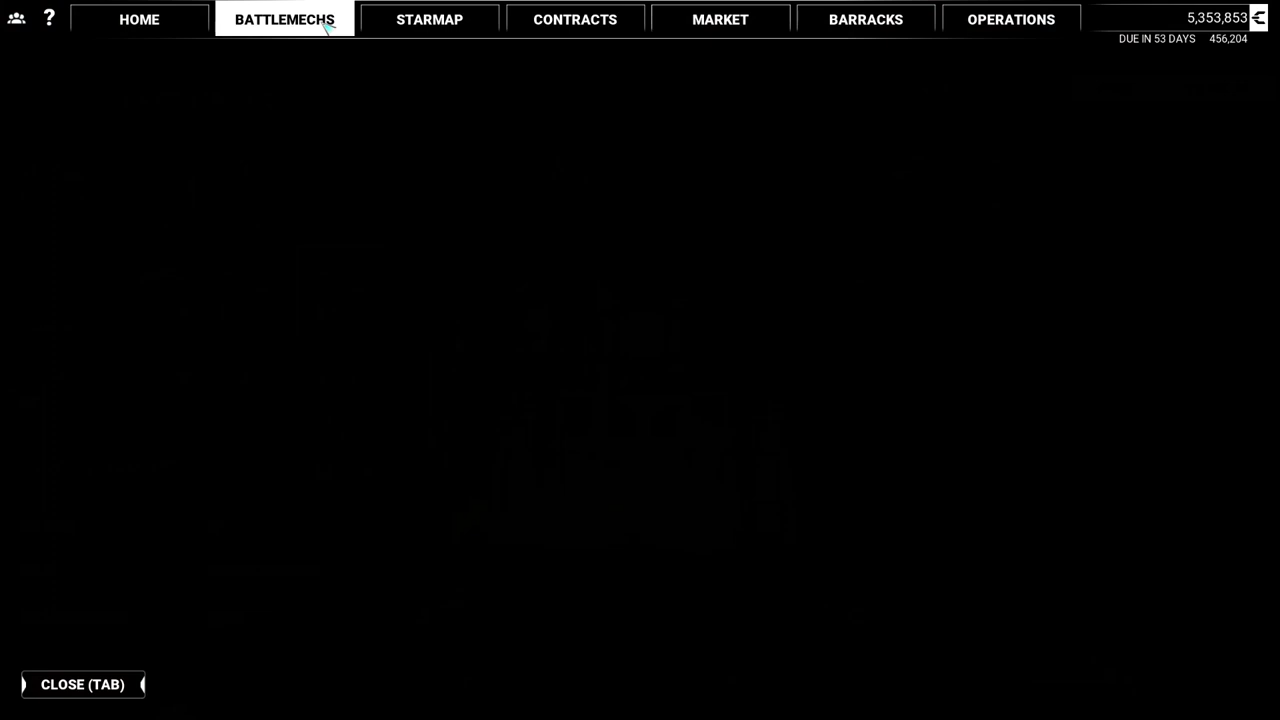 ? HOME BATTLEMECHS STARMAP CONTRACTS MARKET BARRACKS OPERATIONS 5,353,853
DUE IN 53 DAYS 456,204
CLOSE (TAB)